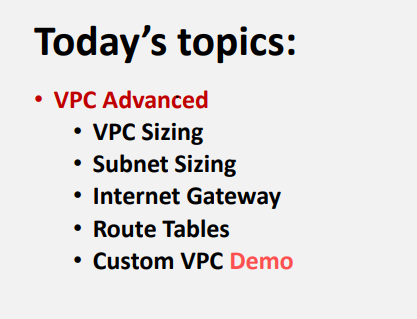 Today's topics:
• VPC Advanced
• VPC Sizing
• Subnet Sizing
• Internet Gateway
• Route Tables
• Custom VPC Demo